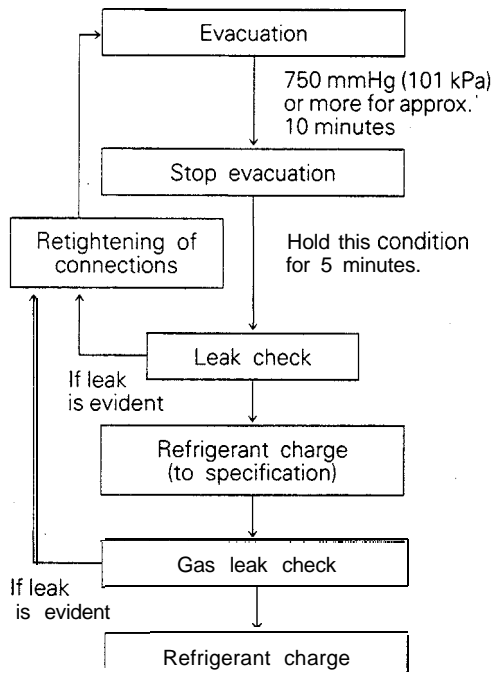 Evacuation
750 mmHg (101 kPa)
or more for approx.
10 minutes
Stop evacuation
Retightening of
connections
Hold this condition
for 5 minutes.
Leak check
If leak
is evident
Refrigerant charge
(to specification)
Gas leak check
If leak
is evident
Refrigerant charge